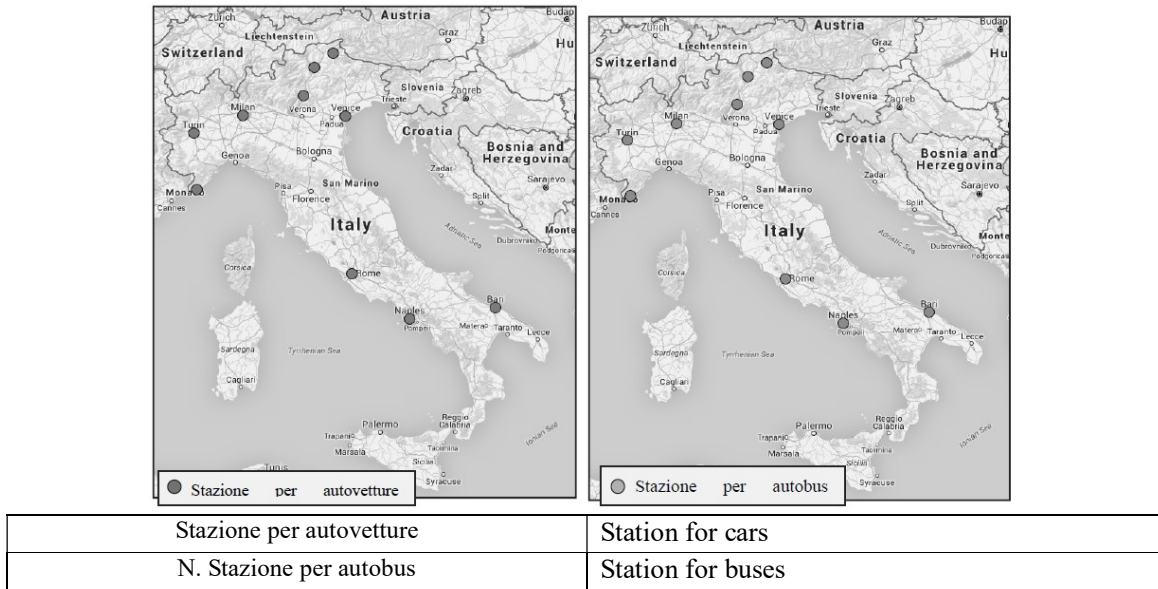 Zürich
Austria
Budap
Liechtenstein
Graz
Switzerland
Hu
Italy
Milan
Verona
Venice
Padua
Trieste
Slovenia
Zagreb
Turin
Croatia
Bologna
Genoa
Bosnia and
Herzegovina
Zadar
Sarajevo
Pisa
San Marino
Split
Florence
Cannes
Adriatic Sea
Dubrovnik
Monte
Podgorica
Corsica
Rome
Bari
Naples
Pompeii
Matera
Taranto
Lecce
Sardegna
Tyrrhenian Sea
Cagliari
Palermo
Reggio
Calabria
Ionian Sea
Trapani
Marsala
Taormina
Sicilia
Tunis
Syracuse
Stazione per autovetture
Zürich
Austria
Budap
Liechtenstein
Graz
Switzerland
Hu
Slovenia
Zagreb
Milan
Verona
Venice
Padua
Trieste
Turin
Croatia
Bologna
Genoa
Bosnia and
Herzegovina
Zadar
Sarajevo
Pisa
San Marino
Florence
Split
Cannes
Italy
Adriatic Sea
Dubrovnik
Monte
Podgorica
Corsica
Rome
Bari
Naples
Pompeii
Matera
Taranto
Lecce
Sardegna
Tyrrhenian Sea
Cagliari
Palermo
Reggio
Calabria
Ionian Sea
Trapani
Marsala
Taormina
Sicilia
Syracuse
Stazione per autobus
Stazione per autovetture
Station for cars
N. Stazione per autobus
Station for buses